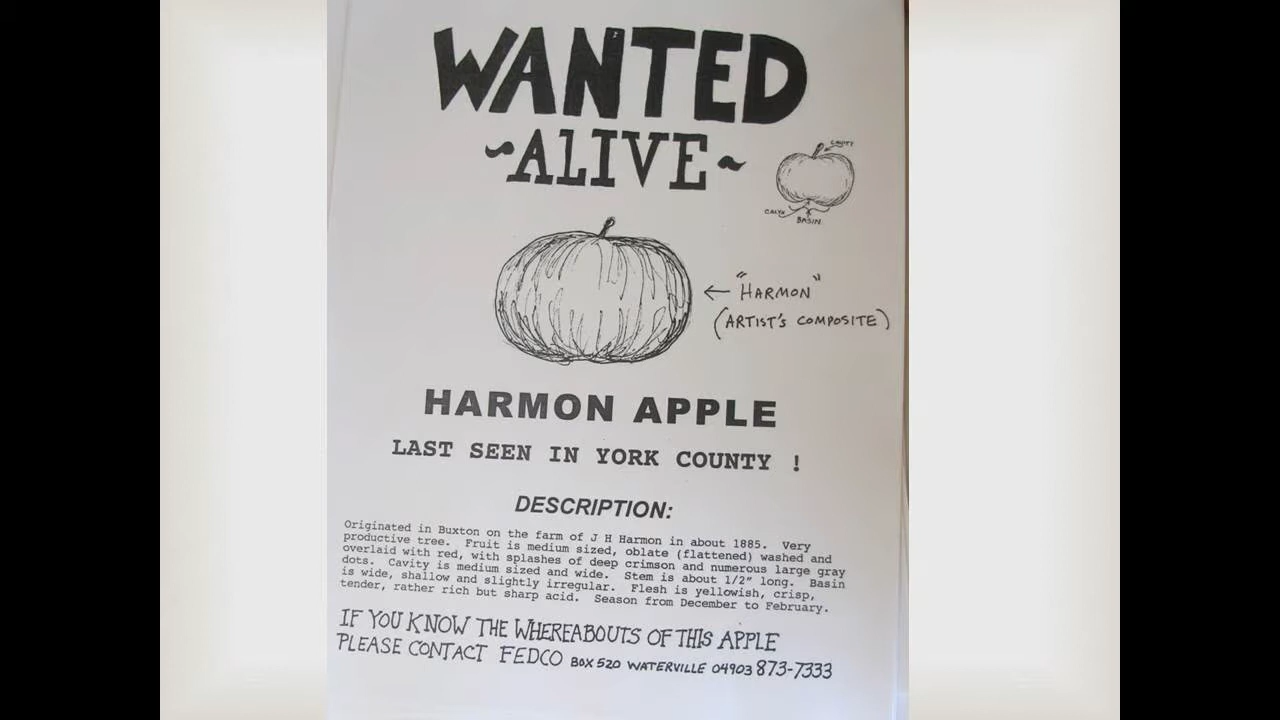 WANTED
~ALIVE~
CAVITY
CALYX
BASIN
"HARMON"
(ARTIST'S COMPOSITE)
HARMON APPLE
LAST SEEN IN YORK COUNTY !
DESCRIPTION:
Originated in Buxton on the farm of J H Harmon in about 1885. Very
productive tree. Fruit is medium sized, oblate (flattened) washed and
overlaid with red, with splashes of deep crimson and numerous large gray
dots. Cavity is medium sized and wide. Stem is about 1/2" long. Basin
is wide, shallow and slightly irregular. Flesh is yellowish, crisp,
tender, rather rich but sharp acid. Season from December to February.
IF YOU KNOW THE WHEREABOUTS OF THIS APPLE
PLEASE CONTACT FEDCO BOX 520 WATERVILLE 04903 873-7333